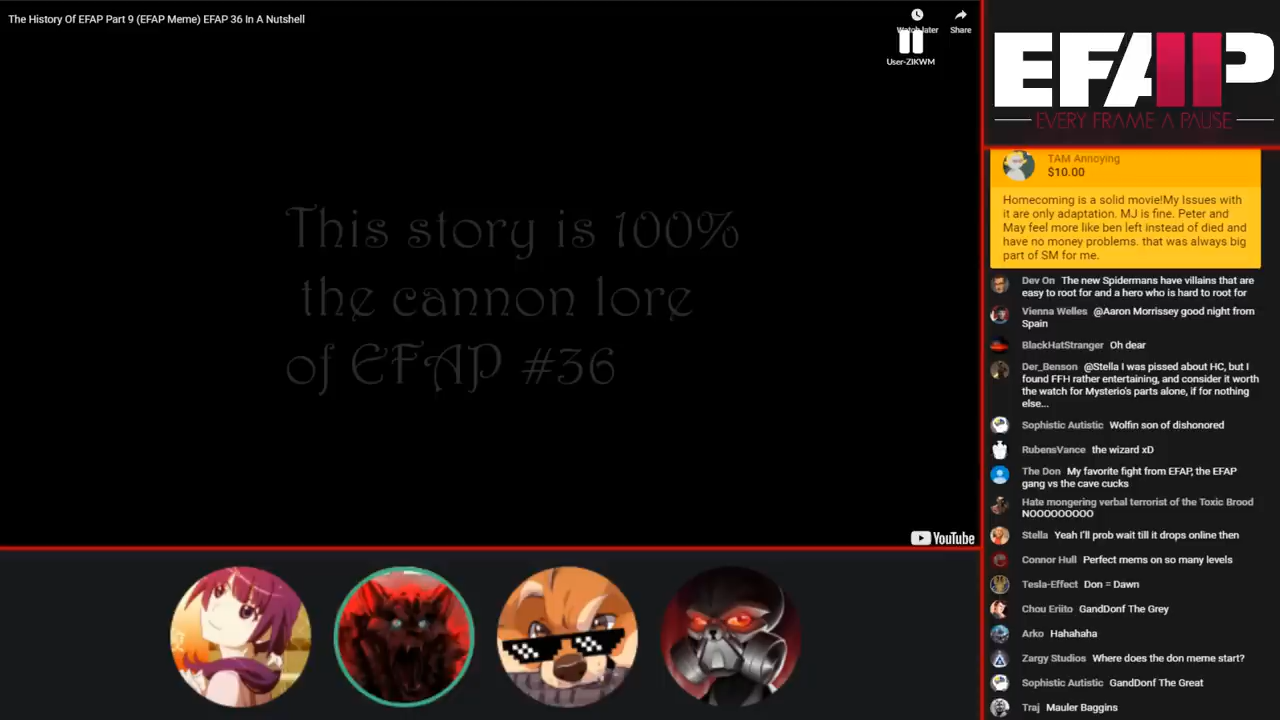 The History Of EFAP Part 9 (EFAP Meme) EFAP 36 In A Nutshell
Watch later
Share
User-ZIKWM
This story is 100%
the cannon lore
of EFAP #36
YouTube
EFAP
EVERY FRAME A PAUSE
TAM Annoying
$10.00
Homecoming is a solid movie!My Issues with
it are only adaptation. MJ is fine. Peter and
May feel more like ben left instead of died and
have no money problems. that was always big
part of SM for me.
Dev On The new Spidermans have villains that are
easy to root for and a hero who is hard to root for
Vienna Welles @Aaron Morrissey good night from
Spain
BlackHatStranger Oh dear
Der_Benson @Stella I was pissed about HC, but I
found FFH rather entertaining, and consider it worth
the watch for Mysterio's parts alone, if for nothing
else...
Sophistic Autistic Wolfin son of dishonored
RubensVance the wizard xD
The Don My favorite fight from EFAP, the EFAP
gang vs the cave cucks
Hate mongering verbal terrorist of the Toxic Brood
NOOOOOOOOO
Stella Yeah I'll prob wait till it drops online then
Connor Hull Perfect mems on so many levels
Tesla-Effect Don = Dawn
Chou Eriito GandDonf The Grey
Arko Hahahaha
Zargy Studios Where does the don meme start?
Sophistic Autistic GandDonf The Great
Traj Mauler Baggins